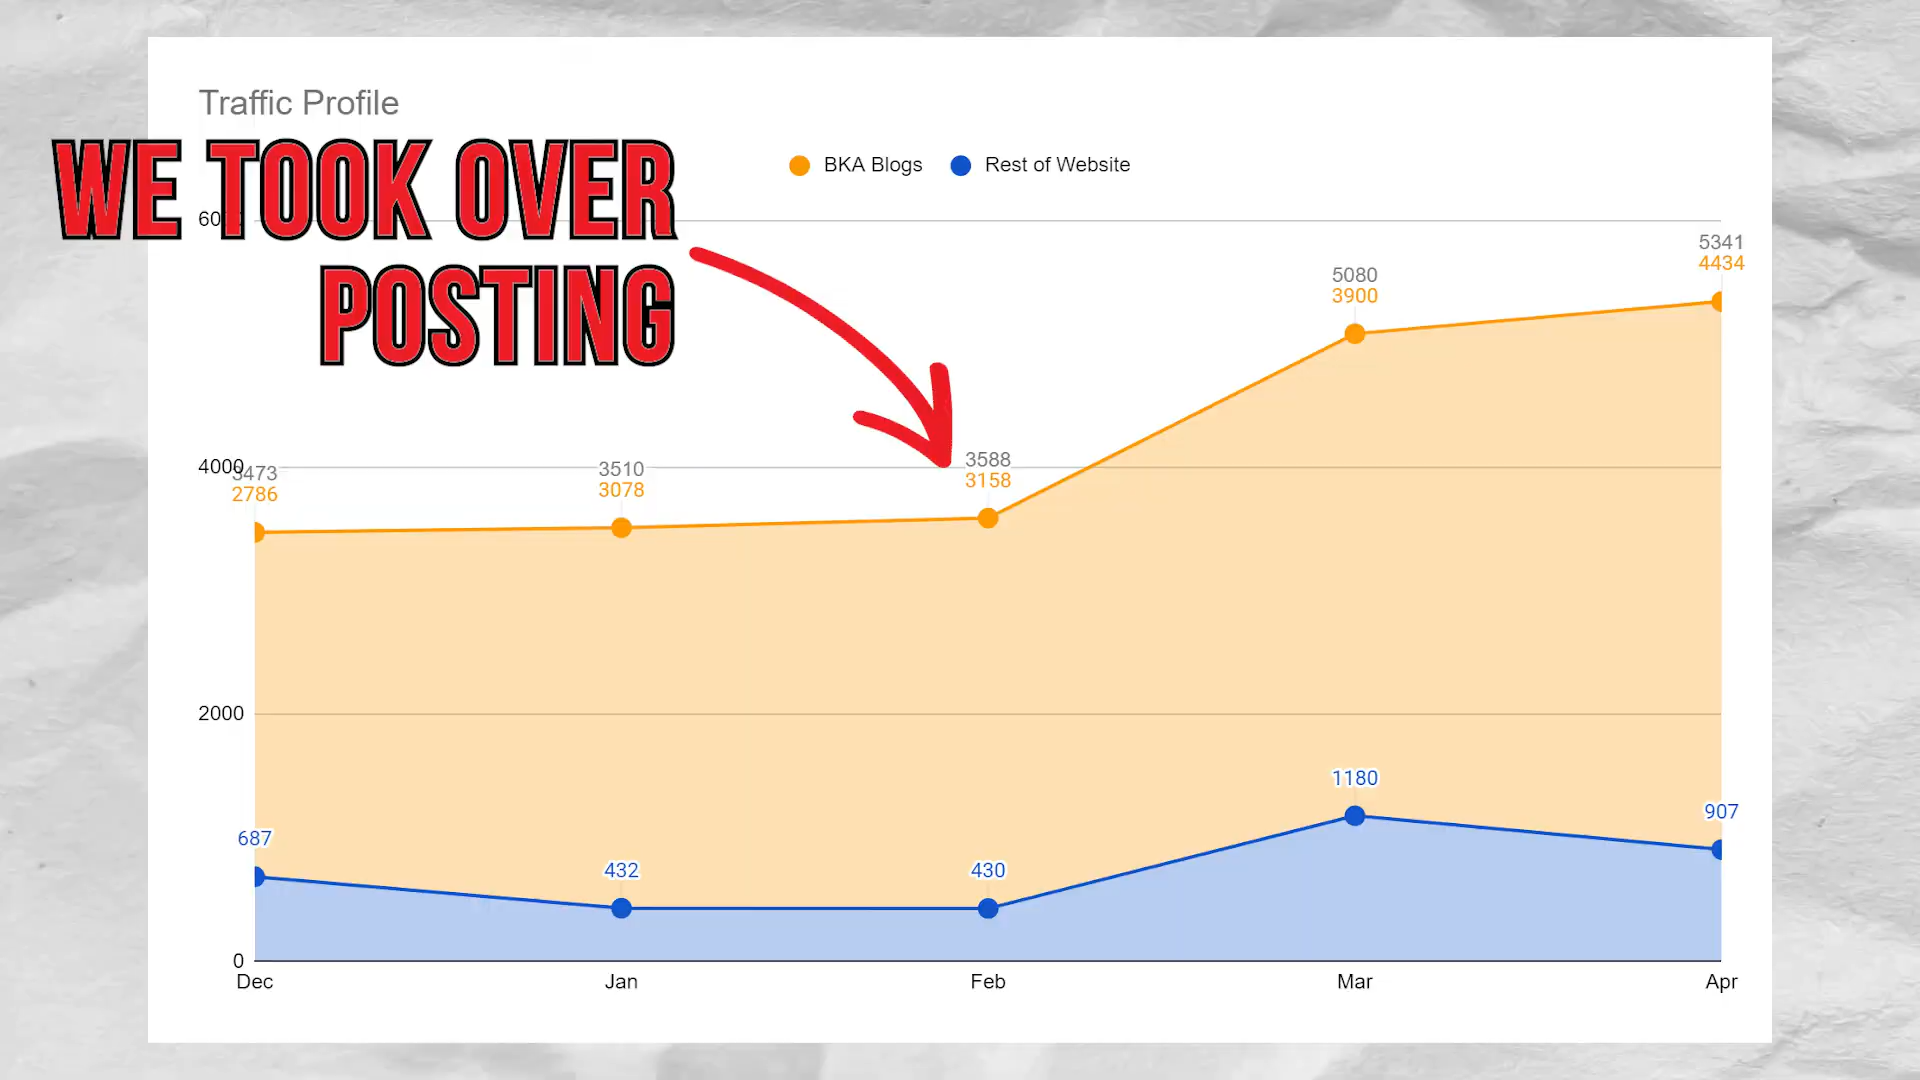 Traffic Profile
WE TOOK OVER
POSTING
BKA Blogs
Rest of Website
4000
2000
0
3473
2786
3510
3078
3588
3158
5080
3900
5341
4434
687
432
430
1180
907
Dec
Jan
Feb
Mar
Apr